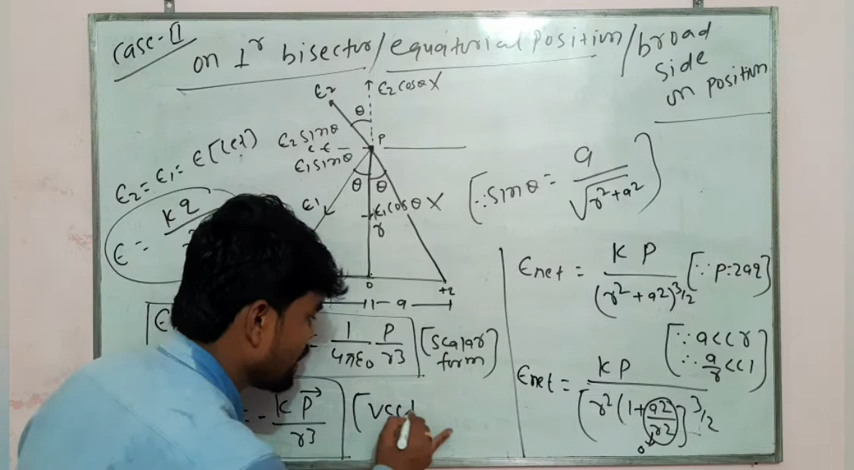 Case-II
on ⊥r bisector/equaiturial position/broad
side
on position
E2
E2cosθ X
θ
E2sinθ
P
E1sinθ
E2=E1=E[let]
θ θ
E1
E1cosθ X
r
E = Kq
o
+q
a
[∵sinθ= a/√r²+a²]
Enet = KP/(r²+a2)3/2 [∵P=2aq]
[∵a<<r
∴ a/r <<1]
Enet = KP/[r²(1+a2/r2)]3/2
o
= 1/4πε0 P/r3 [scalar
form]
= - KP⃗/r3 [vect